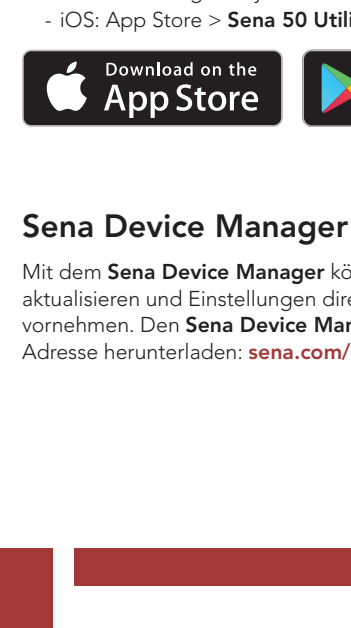 - iOS: App Store > Sena 50 Utili
Download on the
App Store
Sena Device Manager
Mit dem Sena Device Manager kö
aktualisieren und Einstellungen dire
vornehmen. Den Sena Device Mar
Adresse herunterladen: sena.com/